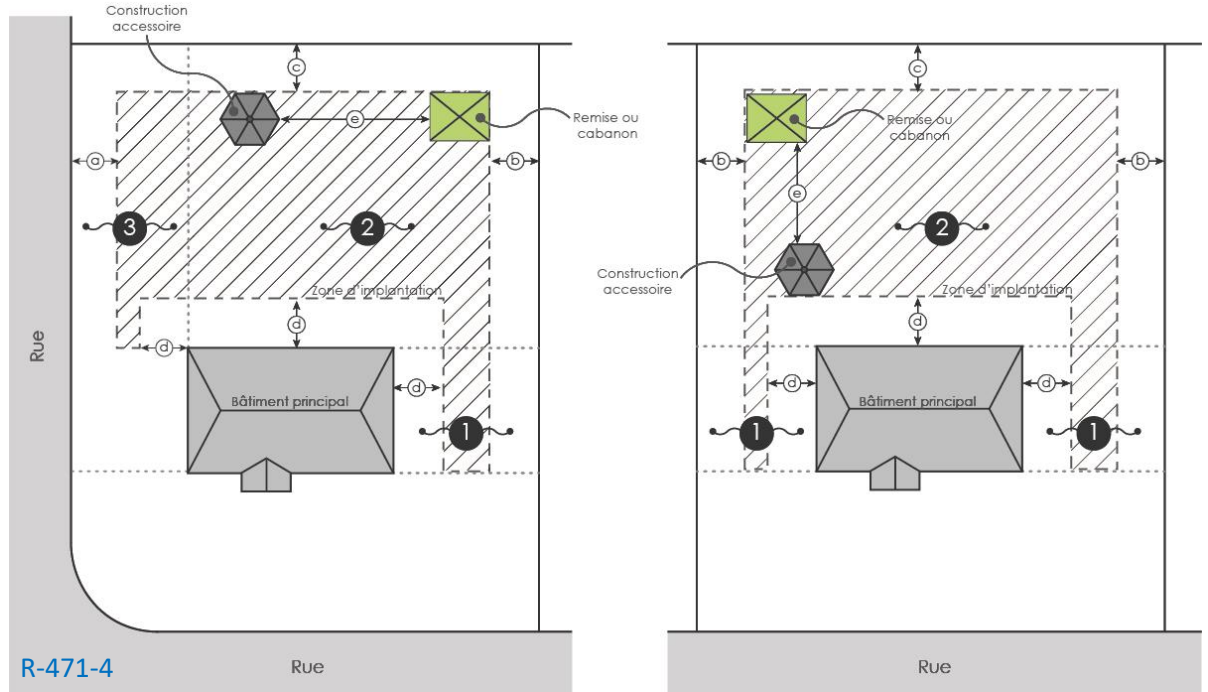 Construction
accessoire
c
e
Remise ou
cabanon
a
b
3
2
Zone d'implantation
d
d
d
Bâtiment principal
1
Rue
R-471-4
Rue
c
Remise ou
cabanon
b
b
e
2
Construction
accessoire
Zone d'implantation
d
d
d
Bâtiment principal
1
1
Rue